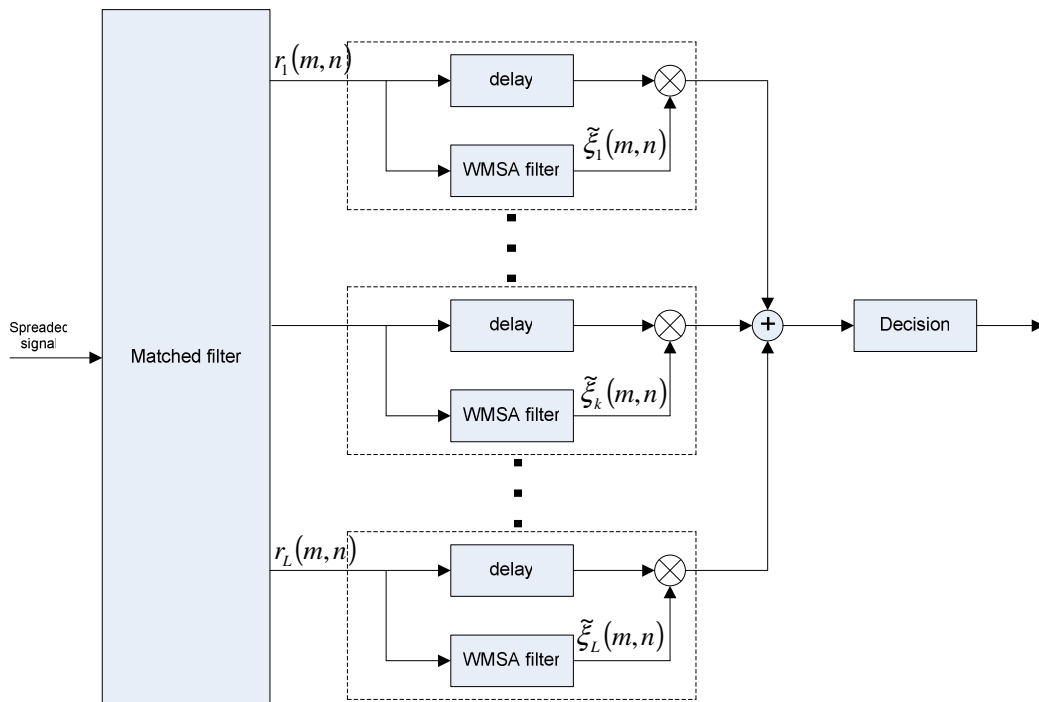 r₁(m,n)
delay
WMSA filter
ξ̃₁(m,n)
Spreaded
signal
Matched filter
delay
WMSA filter
ξ̃ₖ(m,n)
+
Decision
r_L(m,n)
delay
WMSA filter
ξ̃_L(m,n)